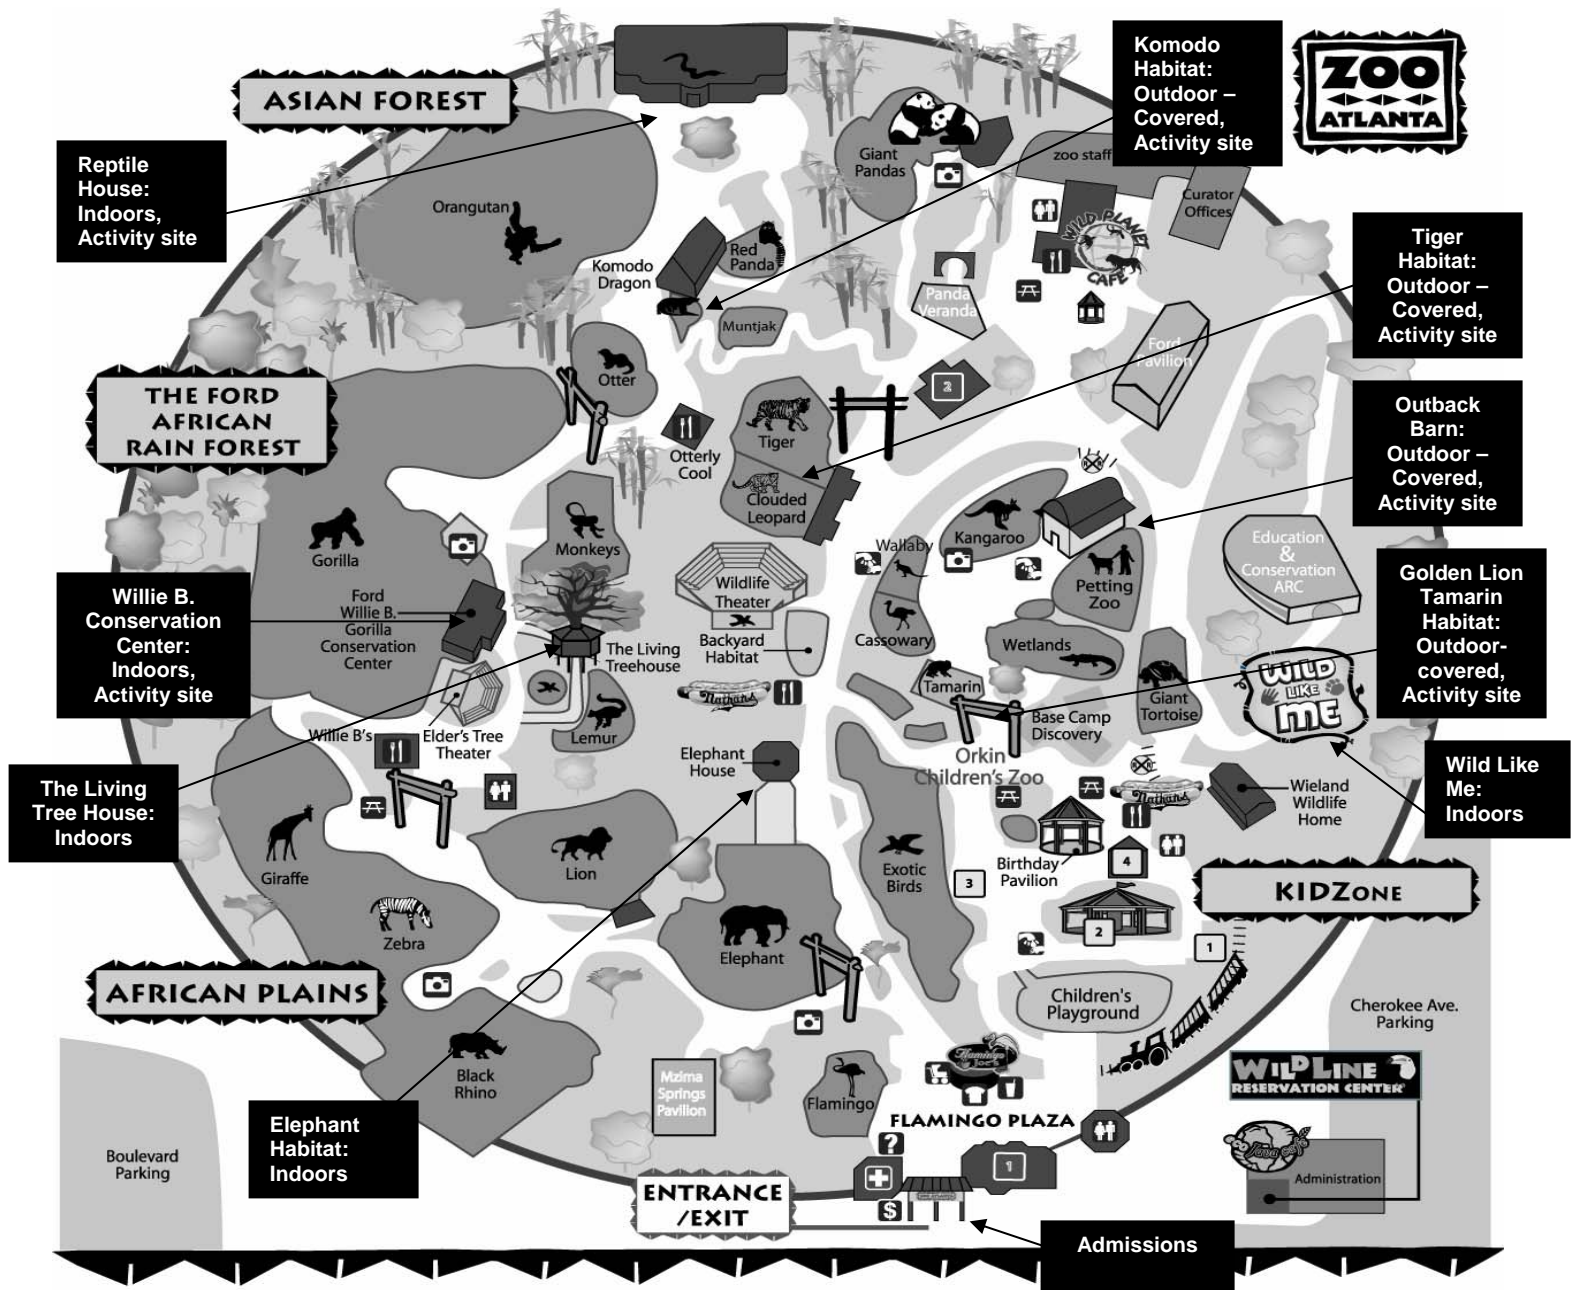 ASIAN FOREST
Komodo
Habitat:
Outdoor –
Covered,
Activity site
ZOO
ATLANTA
Reptile
House:
Indoors,
Activity site
Giant
Pandas
zoo staff
Curator
Offices
WILD PLANET
CAFE
Orangutan
Komodo
Dragon
Red
Panda
Muntjak
Panda
Veranda
Ford
Pavilion
Tiger
Habitat:
Outdoor –
Covered,
Activity site
THE FORD
AFRICAN
RAIN FOREST
Otter
Otterly
Cool
Tiger
Clouded
Leopard
2
Outback
Barn:
Outdoor –
Covered,
Activity site
Gorilla
Monkeys
Wildlife
Theater
Wallaby
Kangaroo
Cassowary
Petting
Zoo
Education
&
Conservation
ARC
Willie B.
Conservation
Center:
Indoors,
Activity site
Ford
Willie B.
Gorilla
Conservation
Center
The Living
Treehouse
Backyard
Habitat
Wetlands
Tamarin
Giant
Tortoise
Golden Lion
Tamarin
Habitat:
Outdoor-
covered,
Activity site
WILD
LIKE
ME
Nathan's
Willie B's
Elder's Tree
Theater
Lemur
Elephant
House
Base Camp
Discovery
Orkin
Children's Zoo
Nathan's
Wieland
Wildlife
Home
Wild Like
Me:
Indoors
The Living
Tree House:
Indoors
Giraffe
Lion
Zebra
Exotic
Birds
Birthday
Pavilion
3
4
2
1
KIDZONE
Elephant
AFRICAN PLAINS
Children's
Playground
Cherokee Ave.
Parking
Black
Rhino
Mzima
Springs
Pavilion
Flamingo
Flamingo
Joe's
FLAMINGO PLAZA
WILDLINE
RESERVATION CENTER
Java
Administration
Boulevard
Parking
Elephant
Habitat:
Indoors
?
1
$
ENTRANCE
/EXIT
Admissions